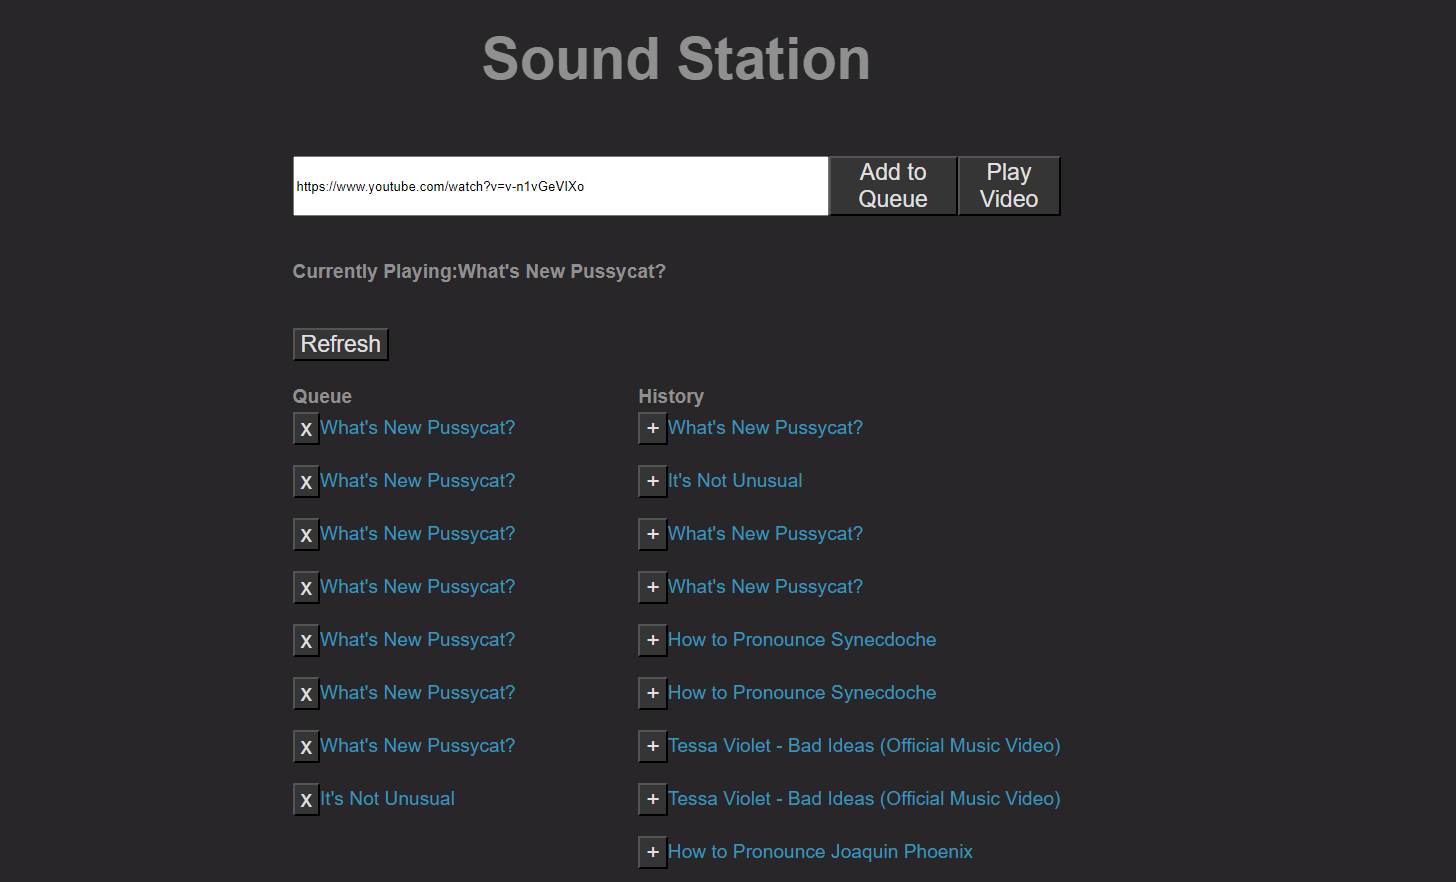 Sound Station
https://www.youtube.com/watch?v=v-n1vGeVIXo
Add to
Queue
Play
Video
Currently Playing:What's New Pussycat?
Refresh
Queue
x What's New Pussycat?
x What's New Pussycat?
x What's New Pussycat?
x What's New Pussycat?
x What's New Pussycat?
x What's New Pussycat?
x What's New Pussycat?
x It's Not Unusual
History
+ What's New Pussycat?
+ It's Not Unusual
+ What's New Pussycat?
+ What's New Pussycat?
+ How to Pronounce Synecdoche
+ How to Pronounce Synecdoche
+ Tessa Violet - Bad Ideas (Official Music Video)
+ Tessa Violet - Bad Ideas (Official Music Video)
+ How to Pronounce Joaquin Phoenix